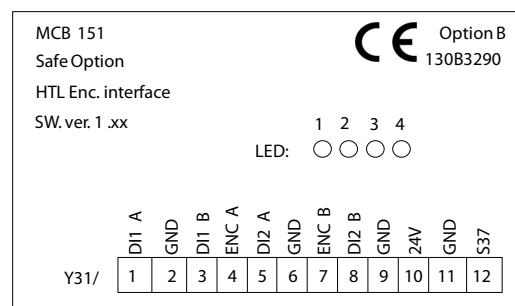 MCB 151
Safe Option
HTL Enc. interface
SW. ver. 1 .xx
CE Option B
130B3290
1 2 3 4
LED:
DI1 A GND DI1 B ENC A DI2 A GND ENC B DI2 B GND 24V GND S37
Y31/ 1 2 3 4 5 6 7 8 9 10 11 12